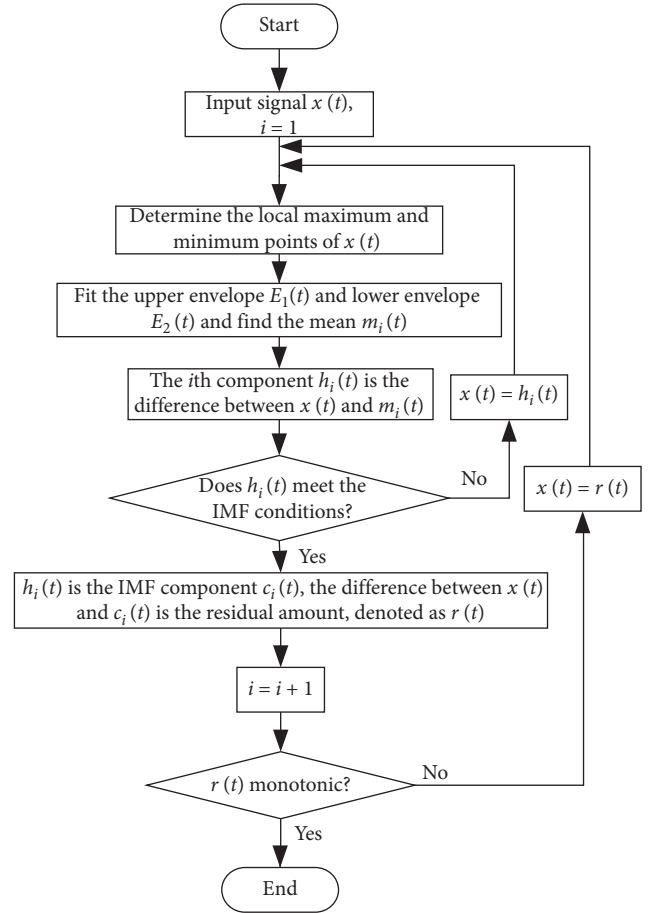 Start
Input signal x (t),
i = 1
Determine the local maximum and
minimum points of x (t)
Fit the upper envelope E₁(t) and lower envelope
E₂ (t) and find the mean mᵢ(t)
The ith component hᵢ(t) is the
difference between x (t) and mᵢ(t)
x (t) = hᵢ(t)
Does hᵢ(t) meet the
IMF conditions?
No
x (t) = r (t)
Yes
hᵢ(t) is the IMF component cᵢ(t), the difference between x (t)
and cᵢ(t) is the residual amount, denoted as r (t)
i = i + 1
r (t) monotonic?
No
Yes
End